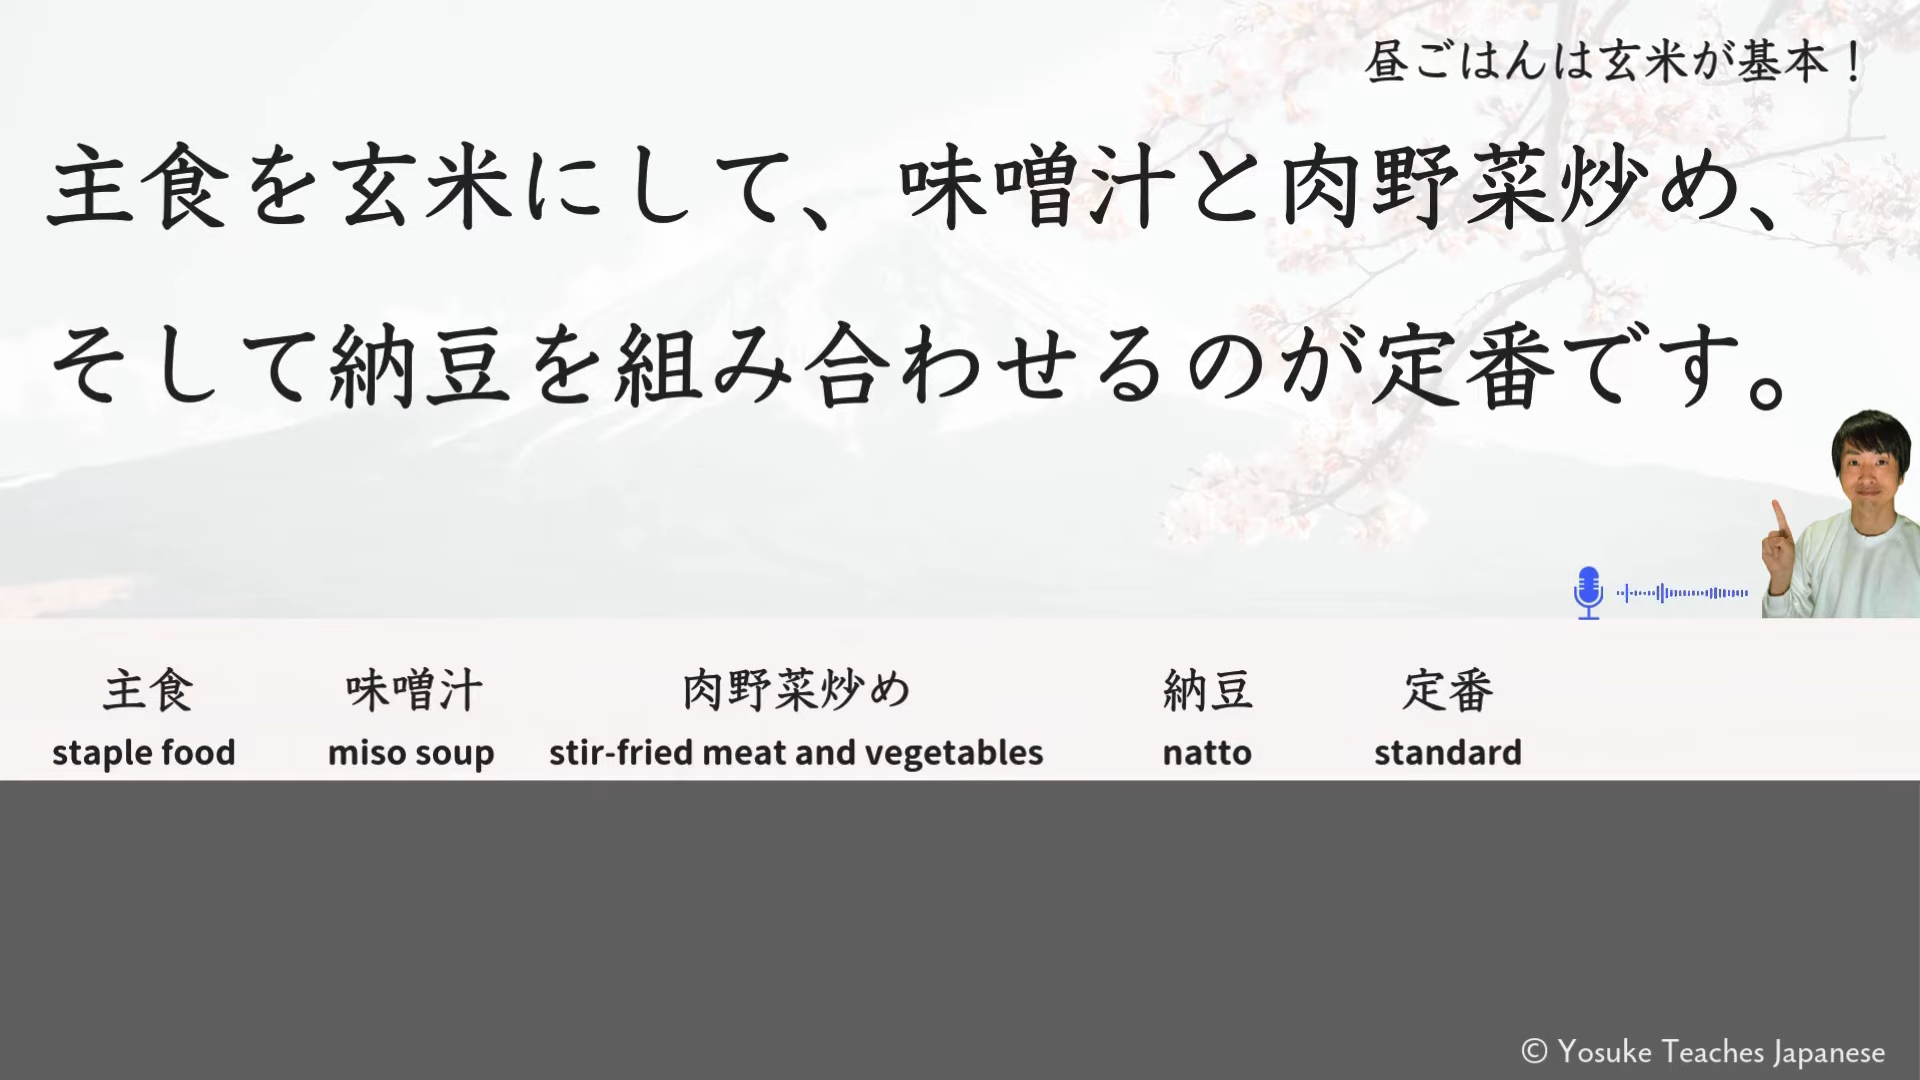 昼ごはんは玄米が基本！
主食を玄米にして、味噌汁と肉野菜炒め、
そして納豆を組み合わせるのが定番です。
主食 味噌汁 肉野菜炒め 納豆 定番
staple food miso soup stir-fried meat and vegetables natto standard
© Yosuke Teaches Japanese